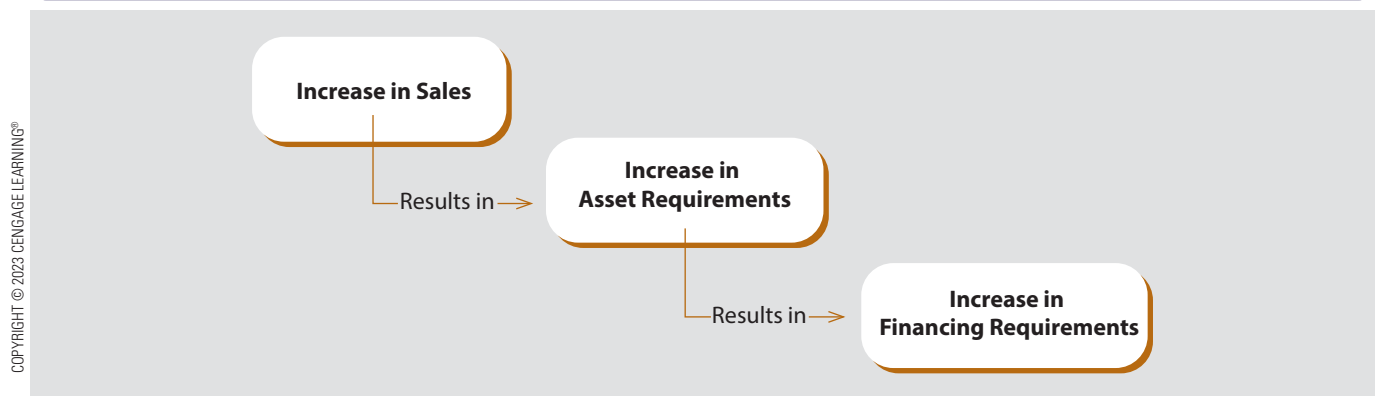 COPYRIGHT © 2023 CENGAGE LEARNING®
Increase in Sales
Results in
Increase in
Asset Requirements
Results in
Increase in
Financing Requirements